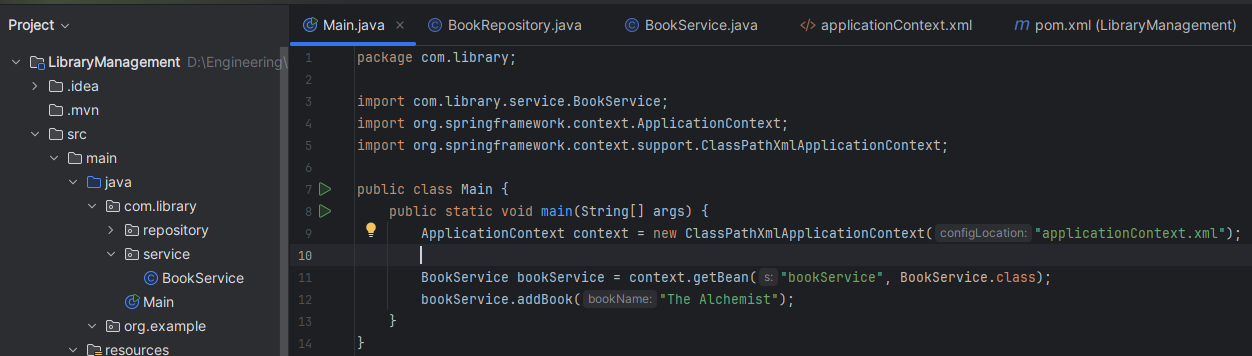 Project
Main.java
BookRepository.java
BookService.java
</> applicationContext.xml
m pom.xml (LibraryManagement)
LibraryManagement D:\Engineering\
.idea
.mvn
src
main
java
com.library
repository
service
BookService
Main
org.example
resources
1 package com.library;
2
3 import com.library.service.BookService;
4 import org.springframework.context.ApplicationContext;
5 import org.springframework.context.support.ClassPathXmlApplicationContext;
6
7 public class Main {
8 public static void main(String[] args) {
9 ApplicationContext context = new ClassPathXmlApplicationContext( configLocation: "applicationContext.xml");
10
11 BookService bookService = context.getBean( s: "bookService", BookService.class);
12 bookService.addBook( bookName: "The Alchemist");
13 }
14 }